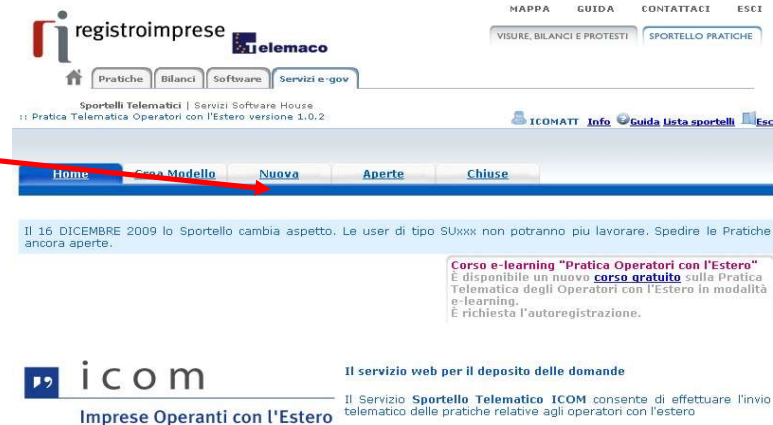 MAPPA GUIDA CONTATTACI ESCI
registroimprese
Telemaco
VISURE, BILANCI E PROTESTI SPORTELLO PRATICHE
Pratiche Bilanci Software Servizi e-gov
Sportelli Telematici | Servizi Software House
:: Pratica Telematica Operatori con l'Estero versione 1.0.2
ICOMATT Info Guida Lista sportelli Esc
Home Crea Modello Nuova Aperte Chiuse
Il 16 DICEMBRE 2009 lo Sportello cambia aspetto. Le user di tipo SUxxx non potranno piu lavorare. Spedire le Pratiche
ancora aperte.
Corso e-learning "Pratica Operatori con l'Estero"
È disponibile un nuovo corso gratuito sulla Pratica
Telematica degli Operatori con l'Estero in modalità
e-learning.
È richiesta l'autoregistrazione.
icom
Imprese Operanti con l'Estero
Il servizio web per il deposito delle domande
Il Servizio Sportello Telematico ICOM consente di effettuare l'invio
telematico delle pratiche relative agli operatori con l'estero